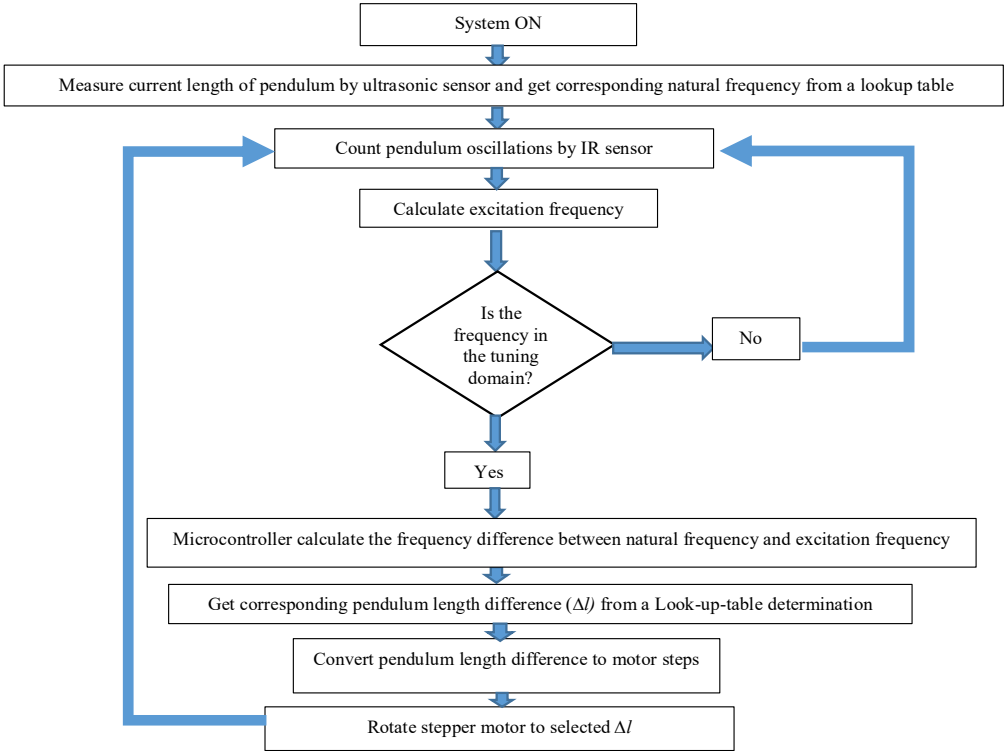 System ON
Measure current length of pendulum by ultrasonic sensor and get corresponding natural frequency from a lookup table
Count pendulum oscillations by IR sensor
Calculate excitation frequency
Is the
frequency in
the tuning
domain?
No
Yes
Microcontroller calculate the frequency difference between natural frequency and excitation frequency
Get corresponding pendulum length difference (Δl) from a Look-up-table determination
Convert pendulum length difference to motor steps
Rotate stepper motor to selected Δl